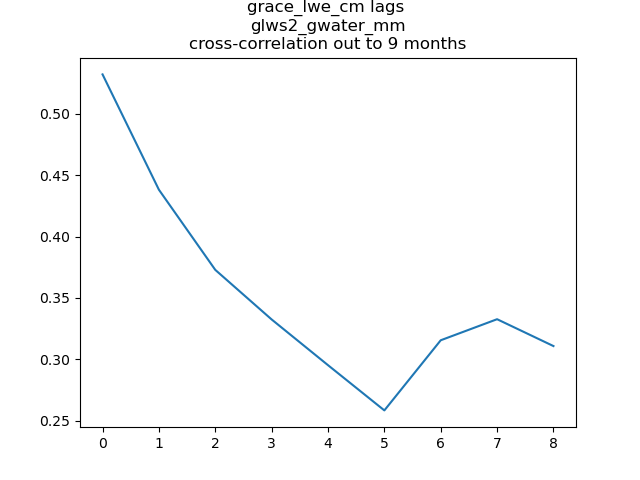 grace_lwe_cm lags
glws2_gwater_mm
cross-correlation out to 9 months
0.50
0.45
0.40
0.35
0.30
0.25
0 1 2 3 4 5 6 7 8